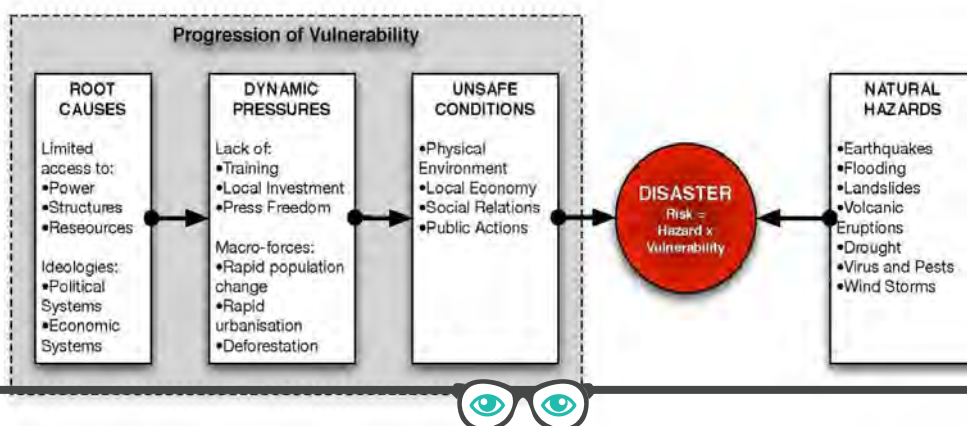 Progression of Vulnerability
ROOT
CAUSES
Limited
access to:
•Power
•Structures
•Reseources
Ideologies:
•Political
Systems
•Economic
Systems
DYNAMIC
PRESSURES
Lack of:
•Training
•Local Investment
•Press Freedom
Macro-forces:
•Rapid population
change
•Rapid
urbanisation
•Deforestation
UNSAFE
CONDITIONS
•Physical
Environment
•Local Economy
•Social Relations
•Public Actions
DISASTER
Risk =
Hazard x
Vulnerability
NATURAL
HAZARDS
•Earthquakes
•Flooding
•Landslides
•Volcanic
Eruptions
•Drought
•Virus and Pests
•Wind Storms